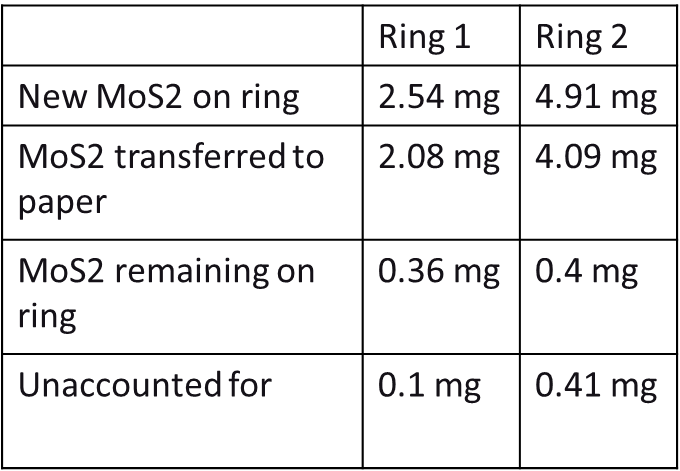 Ring 1 Ring 2
New MoS2 on ring 2.54 mg 4.91 mg
MoS2 transferred to 2.08 mg 4.09 mg
paper
MoS2 remaining on 0.36 mg 0.4 mg
ring
Unaccounted for 0.1 mg 0.41 mg